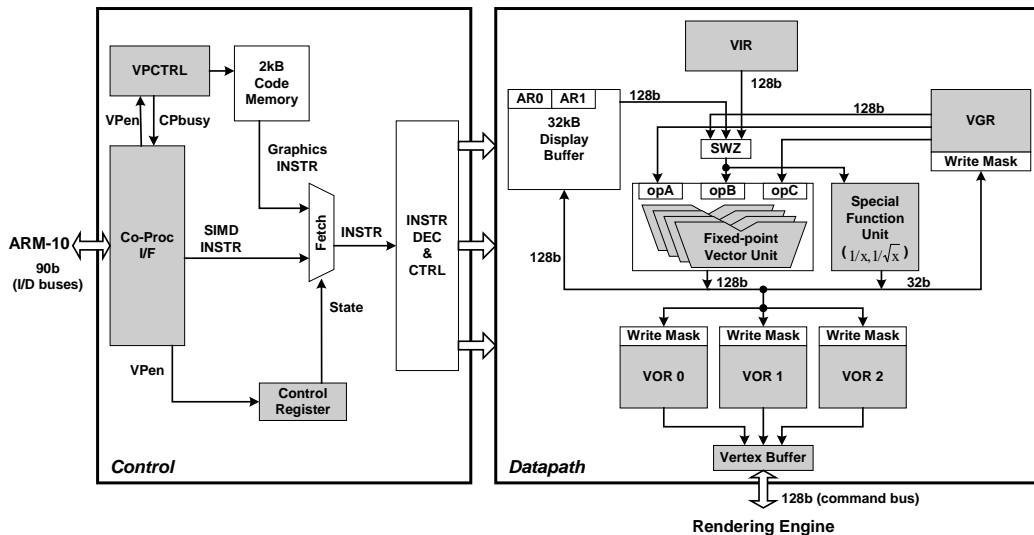 VPCTRL
2kB
Code
Memory
VPen
CPbusy
Graphics
INSTR
ARM-10
90b
(I/D buses)
Co-Proc
I/F
SIMD
INSTR
Fetch
INSTR
INSTR
DEC
&
CTRL
State
VPen
Control
Register
Control
VIR
AR0
AR1
128b
128b
128b
32kB
Display
Buffer
SWZ
VGR
Write Mask
opA
opB
opC
Fixed-point
Vector Unit
Special
Function
Unit
(1/x,1/√x)
128b
128b
32b
Write Mask
Write Mask
Write Mask
VOR 0
VOR 1
VOR 2
Vertex Buffer
Datapath
128b (command bus)
Rendering Engine